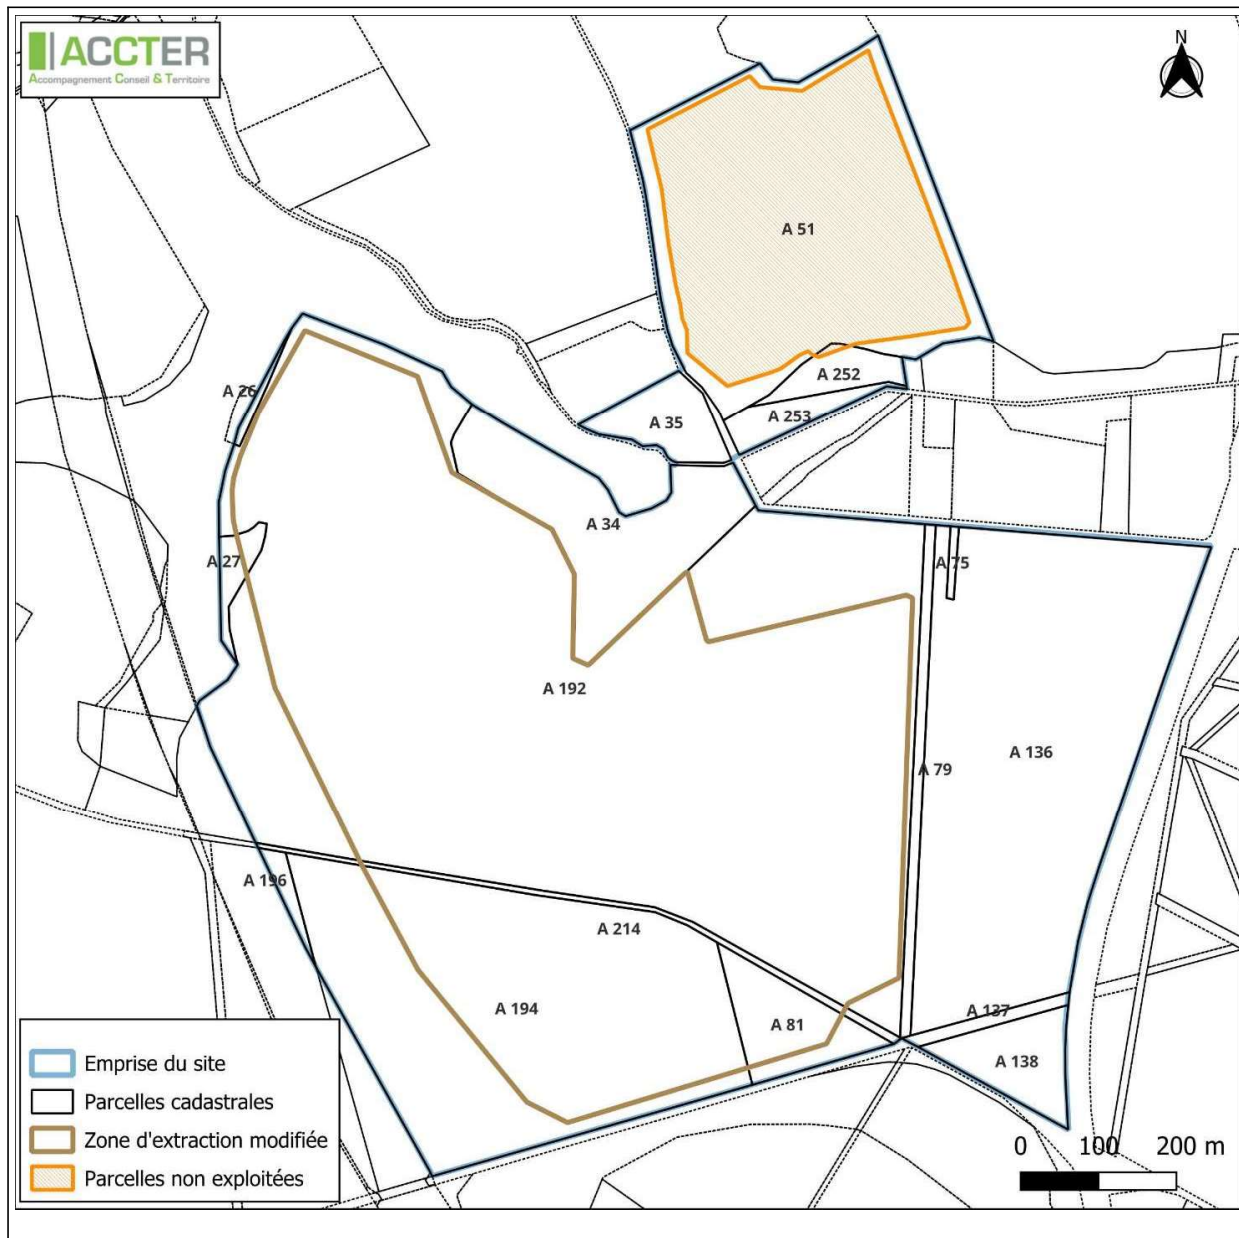 ACCTER
Accompagnement Conseil & Territoire
N
A 51
A 252
A 26
A 253
A 35
A 34
A 27
A 75
A 192
A 136
A 79
A 196
A 214
A 194
A 137
A 81
A 138
Emprise du site
Parcelles cadastrales
Zone d'extraction modifiée
Parcelles non exploitées
0 100 200 m